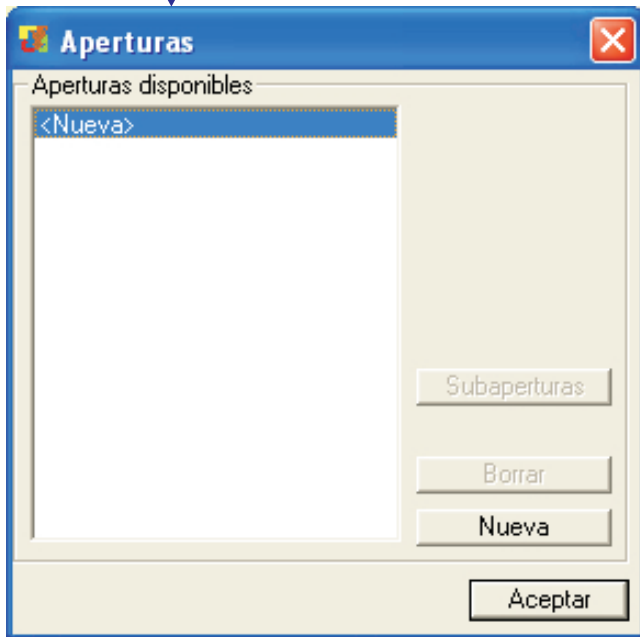 Aperturas
Aperturas disponibles
<Nueva>
Subaperturas
Borrar
Nueva
Aceptar